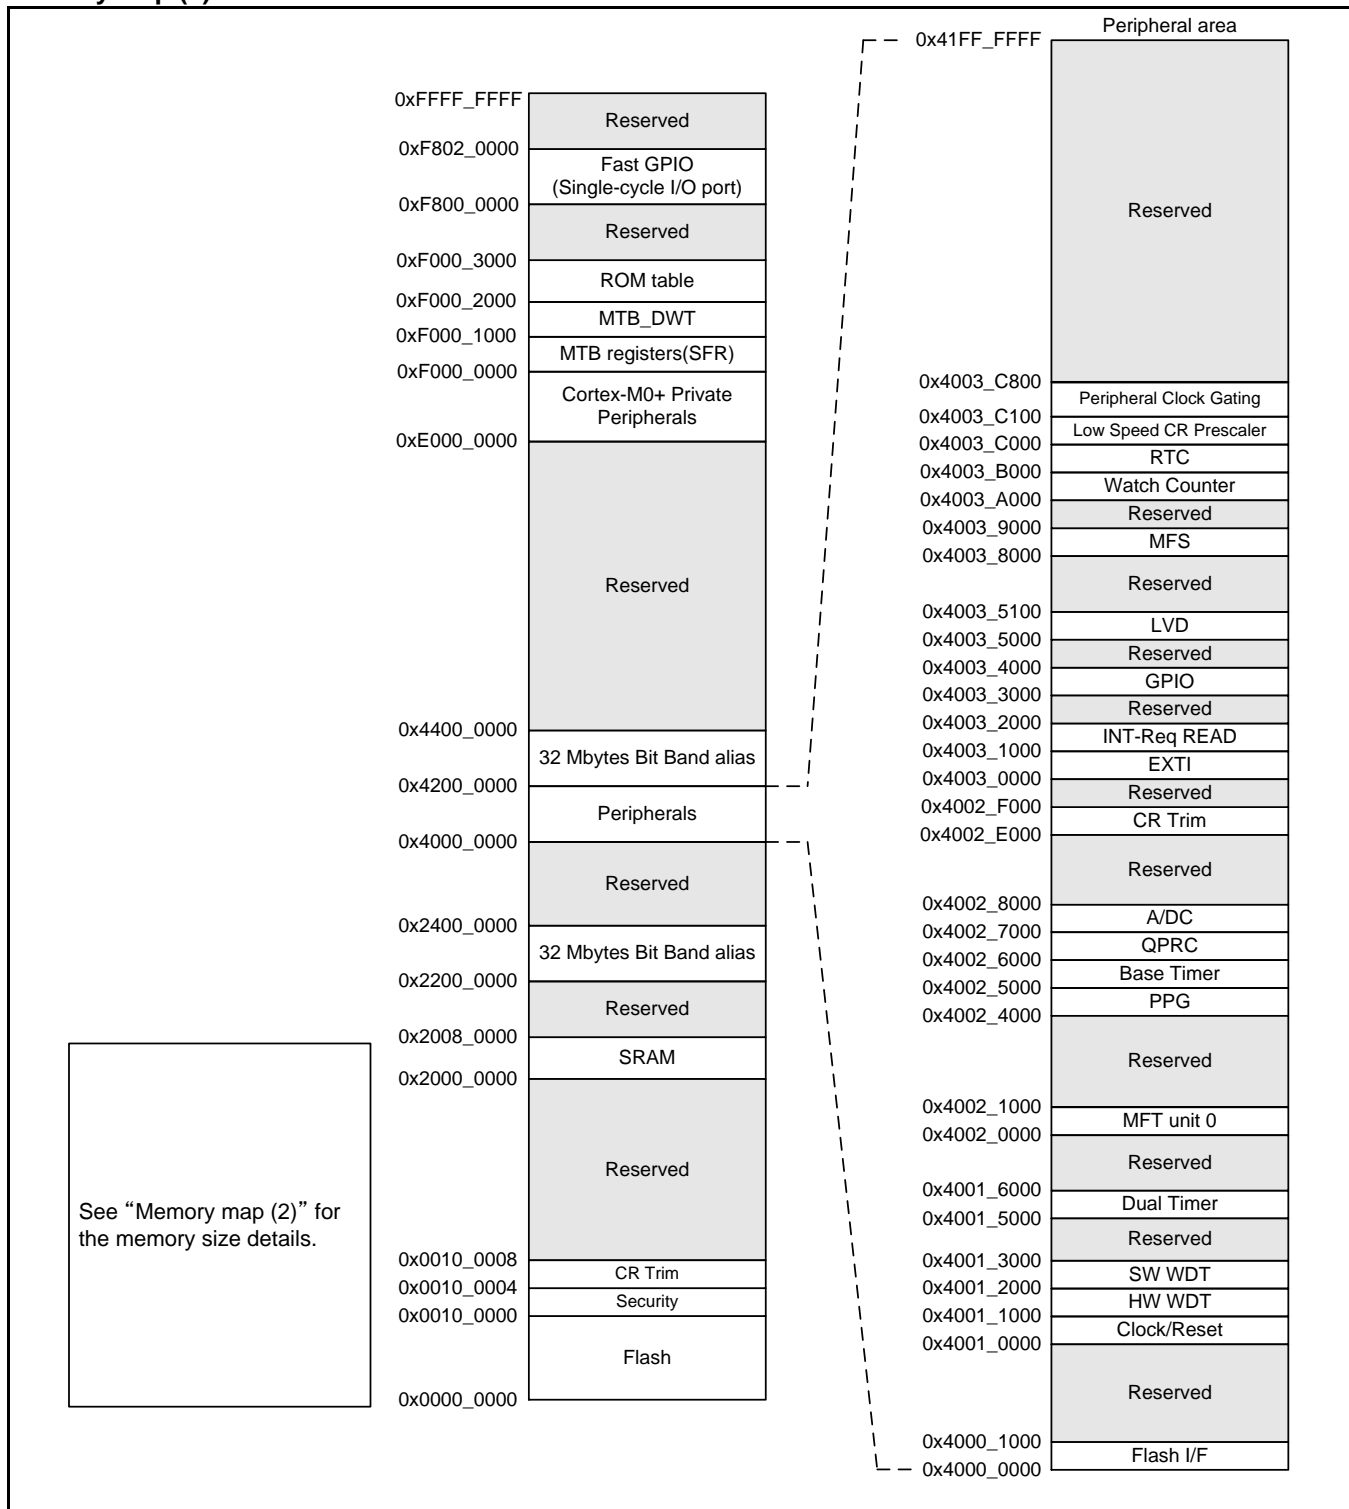 Peripheral area
0x41FF_FFFF
Reserved
0x4003_C800
Peripheral Clock Gating
0x4003_C100
Low Speed CR Prescaler
0x4003_C000
RTC
0x4003_B000
Watch Counter
0x4003_A000
Reserved
0x4003_9000
MFS
0x4003_8000
Reserved
0x4003_5100
LVD
0x4003_5000
Reserved
0x4003_4000
GPIO
0x4003_3000
Reserved
0x4003_2000
INT-Req READ
0x4003_1000
EXTI
0x4003_0000
Reserved
0x4002_F000
CR Trim
0x4002_E000
Reserved
0x4002_8000
A/DC
0x4002_7000
QPRC
0x4002_6000
Base Timer
0x4002_5000
PPG
0x4002_4000
Reserved
0x4002_1000
MFT unit 0
0x4002_0000
Reserved
0x4001_6000
Dual Timer
0x4001_5000
Reserved
0x4001_3000
SW WDT
0x4001_2000
HW WDT
0x4001_1000
Clock/Reset
0x4001_0000
Reserved
0x4000_1000
Flash I/F
0x4000_0000
0xFFFF_FFFF
Reserved
0xF802_0000
Fast GPIO
(Single-cycle I/O port)
0xF800_0000
Reserved
0xF000_3000
ROM table
0xF000_2000
MTB_DWT
0xF000_1000
MTB registers(SFR)
0xF000_0000
Cortex-M0+ Private
Peripherals
0xE000_0000
Reserved
0x4400_0000
32 Mbytes Bit Band alias
0x4200_0000
Peripherals
0x4000_0000
Reserved
0x2400_0000
32 Mbytes Bit Band alias
0x2200_0000
Reserved
0x2008_0000
SRAM
0x2000_0000
Reserved
0x0010_0008
CR Trim
0x0010_0004
Security
0x0010_0000
Flash
0x0000_0000
See “Memory map (2)” for
the memory size details.